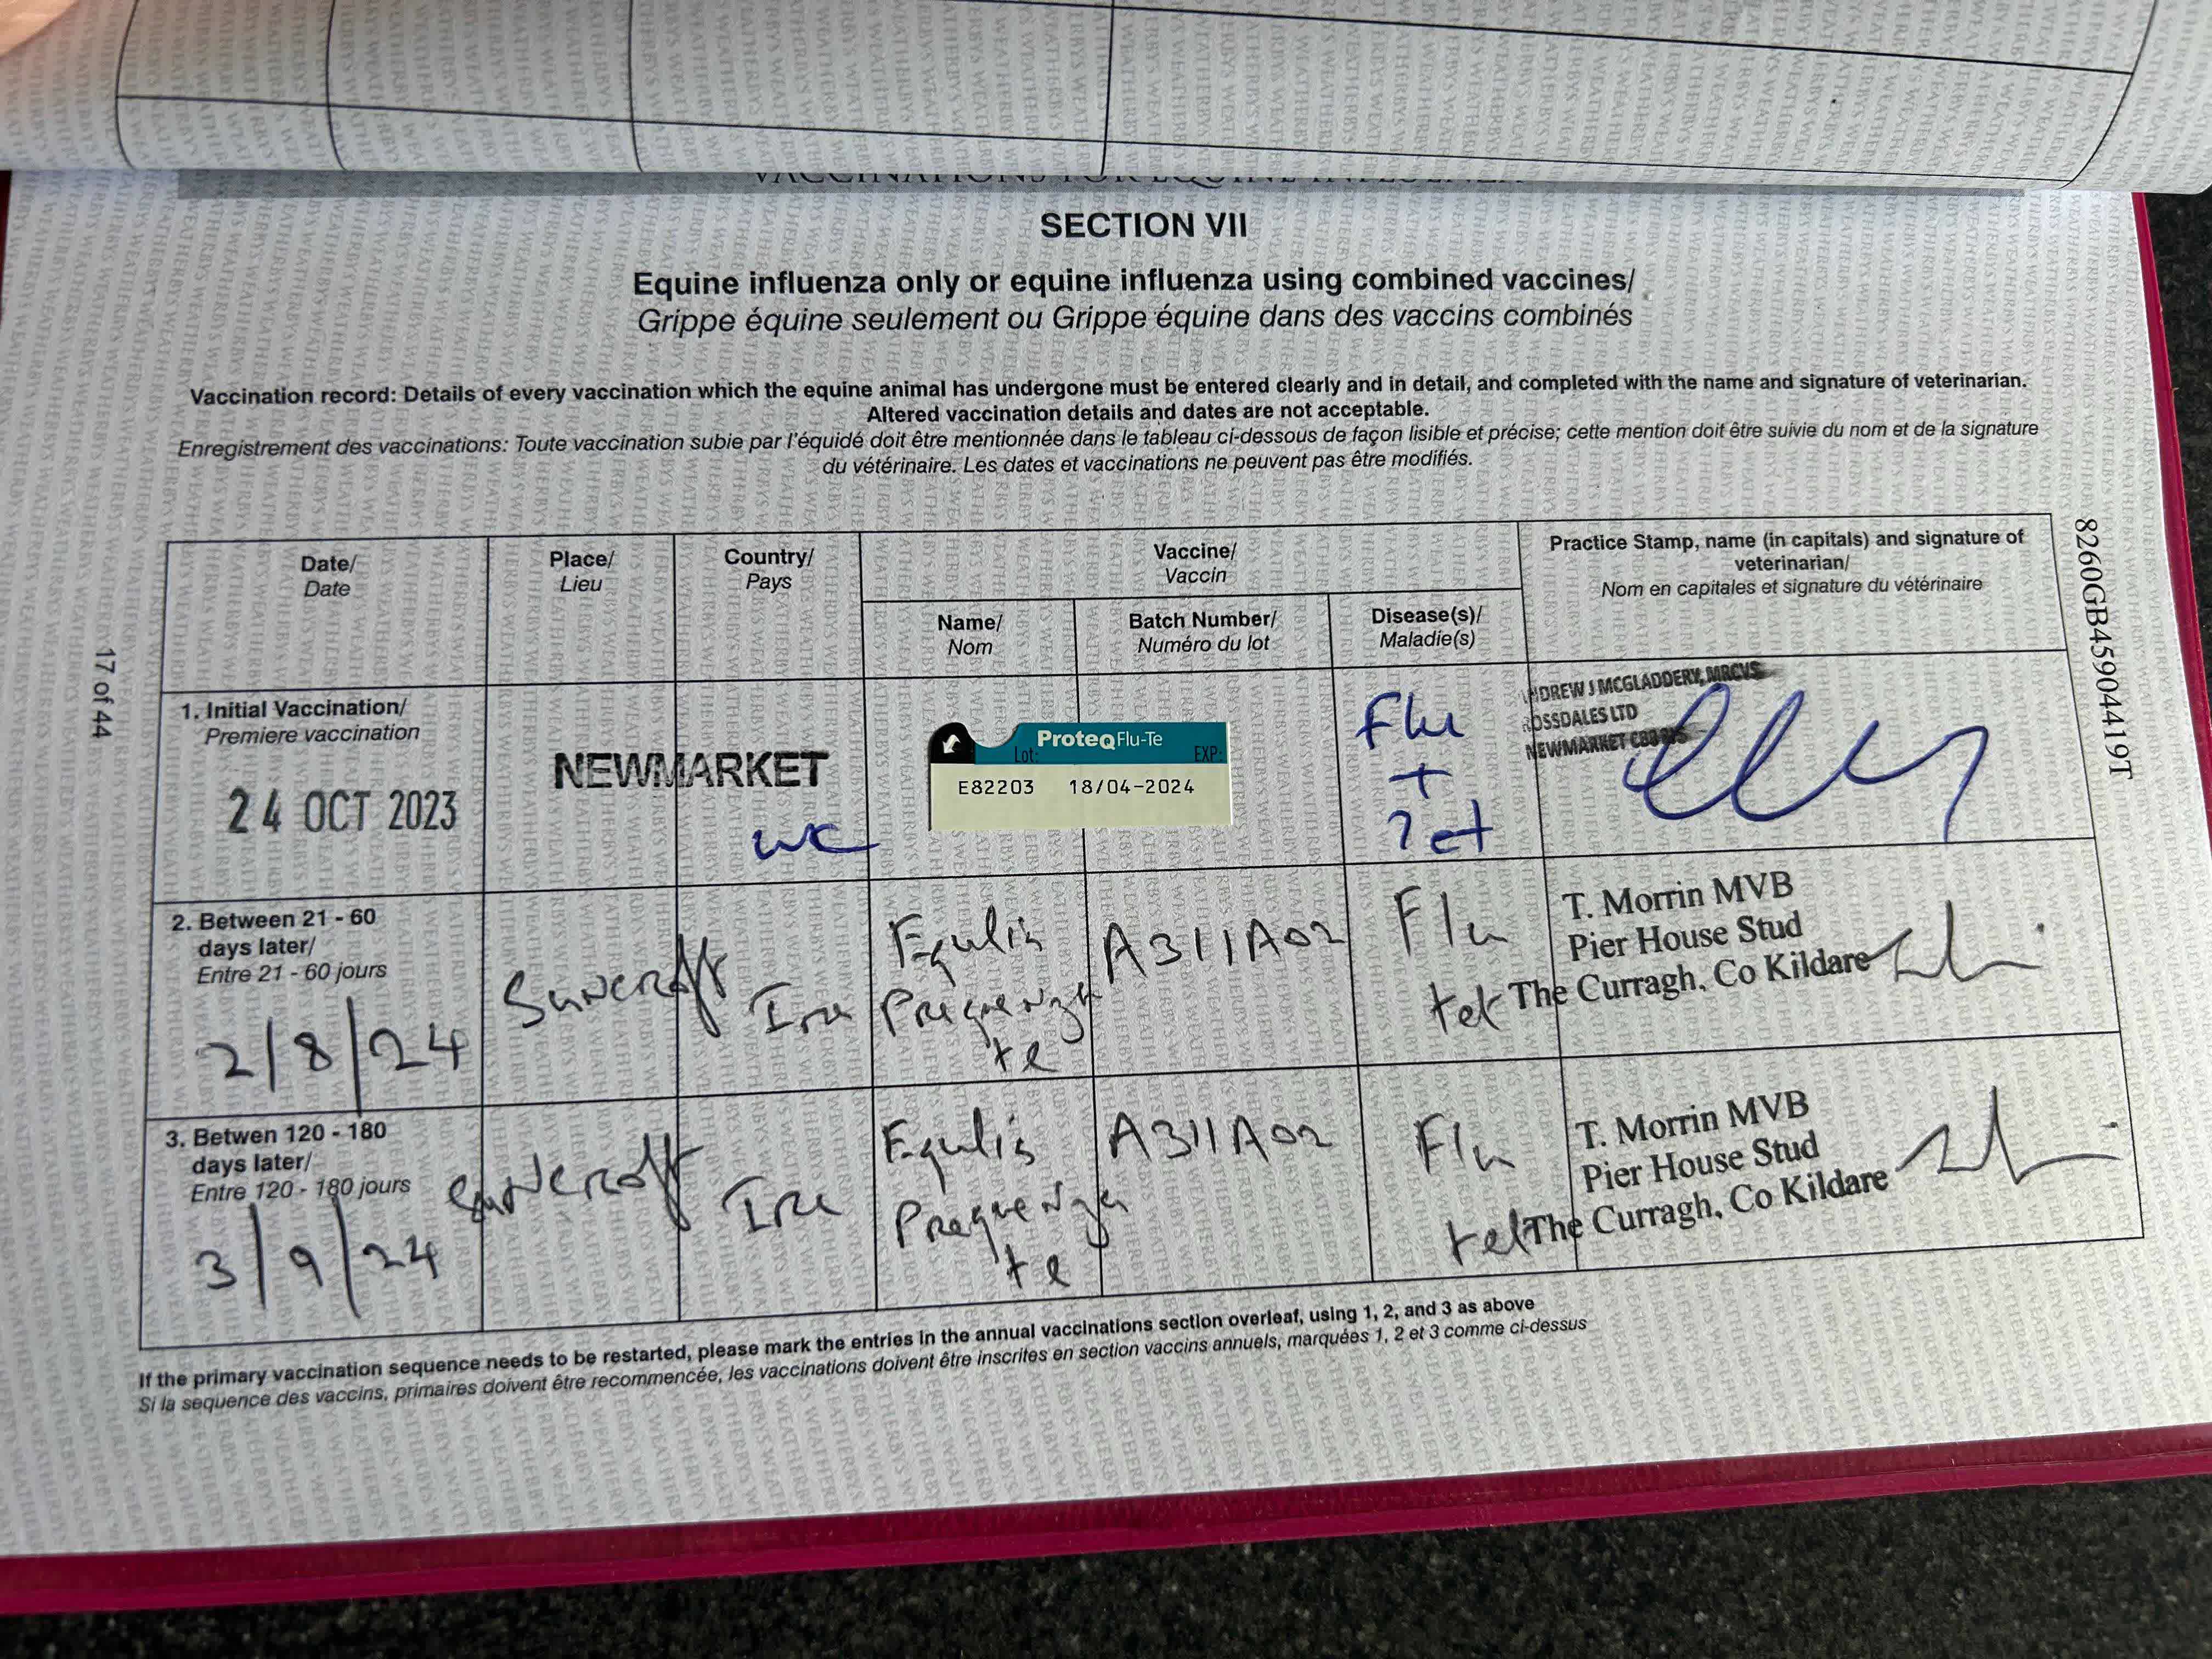 SECTION VII
Equine influenza only or equine influenza using combined vaccines/
Grippe équine seulement ou Grippe équine dans des vaccins combinés
Vaccination record: Details of every vaccination which the equine animal has undergone must be entered clearly and in detail, and completed with the name and signature of veterinarian.
Altered vaccination details and dates are not acceptable.
Enregistrement des vaccinations: Toute vaccination subie par l'équidé doit être mentionnée dans le tableau ci-dessous de façon lisible et précise; cette mention doit être suivie du nom et de la signature
du vétérinaire. Les dates et vaccinations ne peuvent pas être modifiés.
Date/
Date
Place/
Lieu
Country/
Pays
Vaccine/
Vaccin
Name/
Nom
Batch Number/
Numéro du lot
Disease(s)/
Maladie(s)
Practice Stamp, name (in capitals) and signature of
veterinarian/
Nom en capitales et signature du vétérinaire
1. Initial Vaccination/
Premiere vaccination
24 OCT 2023
NEWMARKET
UK
ProteqFlu-Te
Lot: EXP:
E82203 18/04-2024
Flu
+
Tet
NDREW J MCGLADDERY, MRCVS
ROSSDALES LTD
NEWMARKET
2. Between 21 - 60
days later/
Entre 21 - 60 jours
2/8/24
Suncroft
Ire
Equilis
Prequenza
te
A311A02
Flu
tet
T. Morrin MVB
Pier House Stud
The Curragh, Co Kildare
3. Betwen 120 - 180
days later/
Entre 120 - 180 jours
3/9/24
Suncroft
Ire
Equilis
Prequenza
te
A311A02
Flu
tet
T. Morrin MVB
Pier House Stud
The Curragh, Co Kildare
If the primary vaccination sequence needs to be restarted, please mark the entries in the annual vaccinations section overleaf, using 1, 2, and 3 as above
Si la sequence des vaccins, primaires doivent être recommencée, les vaccinations doivent être inscrites en section vaccins annuels, marquées 1, 2 et 3 comme ci-dessus
17 of 44
8260GB45904419T